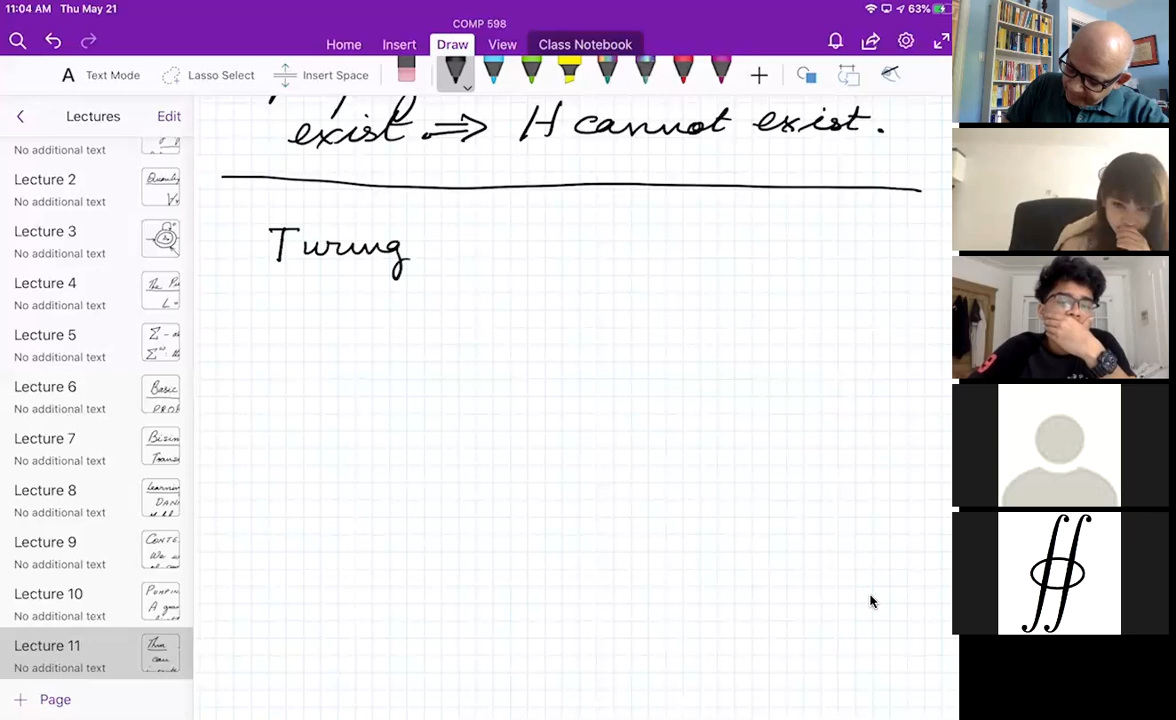 11:04 AM Thu May 21
63%
COMP 598
Home Insert Draw View Class Notebook
A Text Mode Lasso Select Insert Space
Lectures Edit
No additional text
Lecture 2
No additional text
Lecture 3
No additional text
Lecture 4
No additional text
Lecture 5
No additional text
Lecture 6
No additional text
Lecture 7
No additional text
Lecture 8
No additional text
Lecture 9
No additional text
Lecture 10
No additional text
Lecture 11
No additional text
+ Page
exist. ⇒ H cannot exist.
Turing